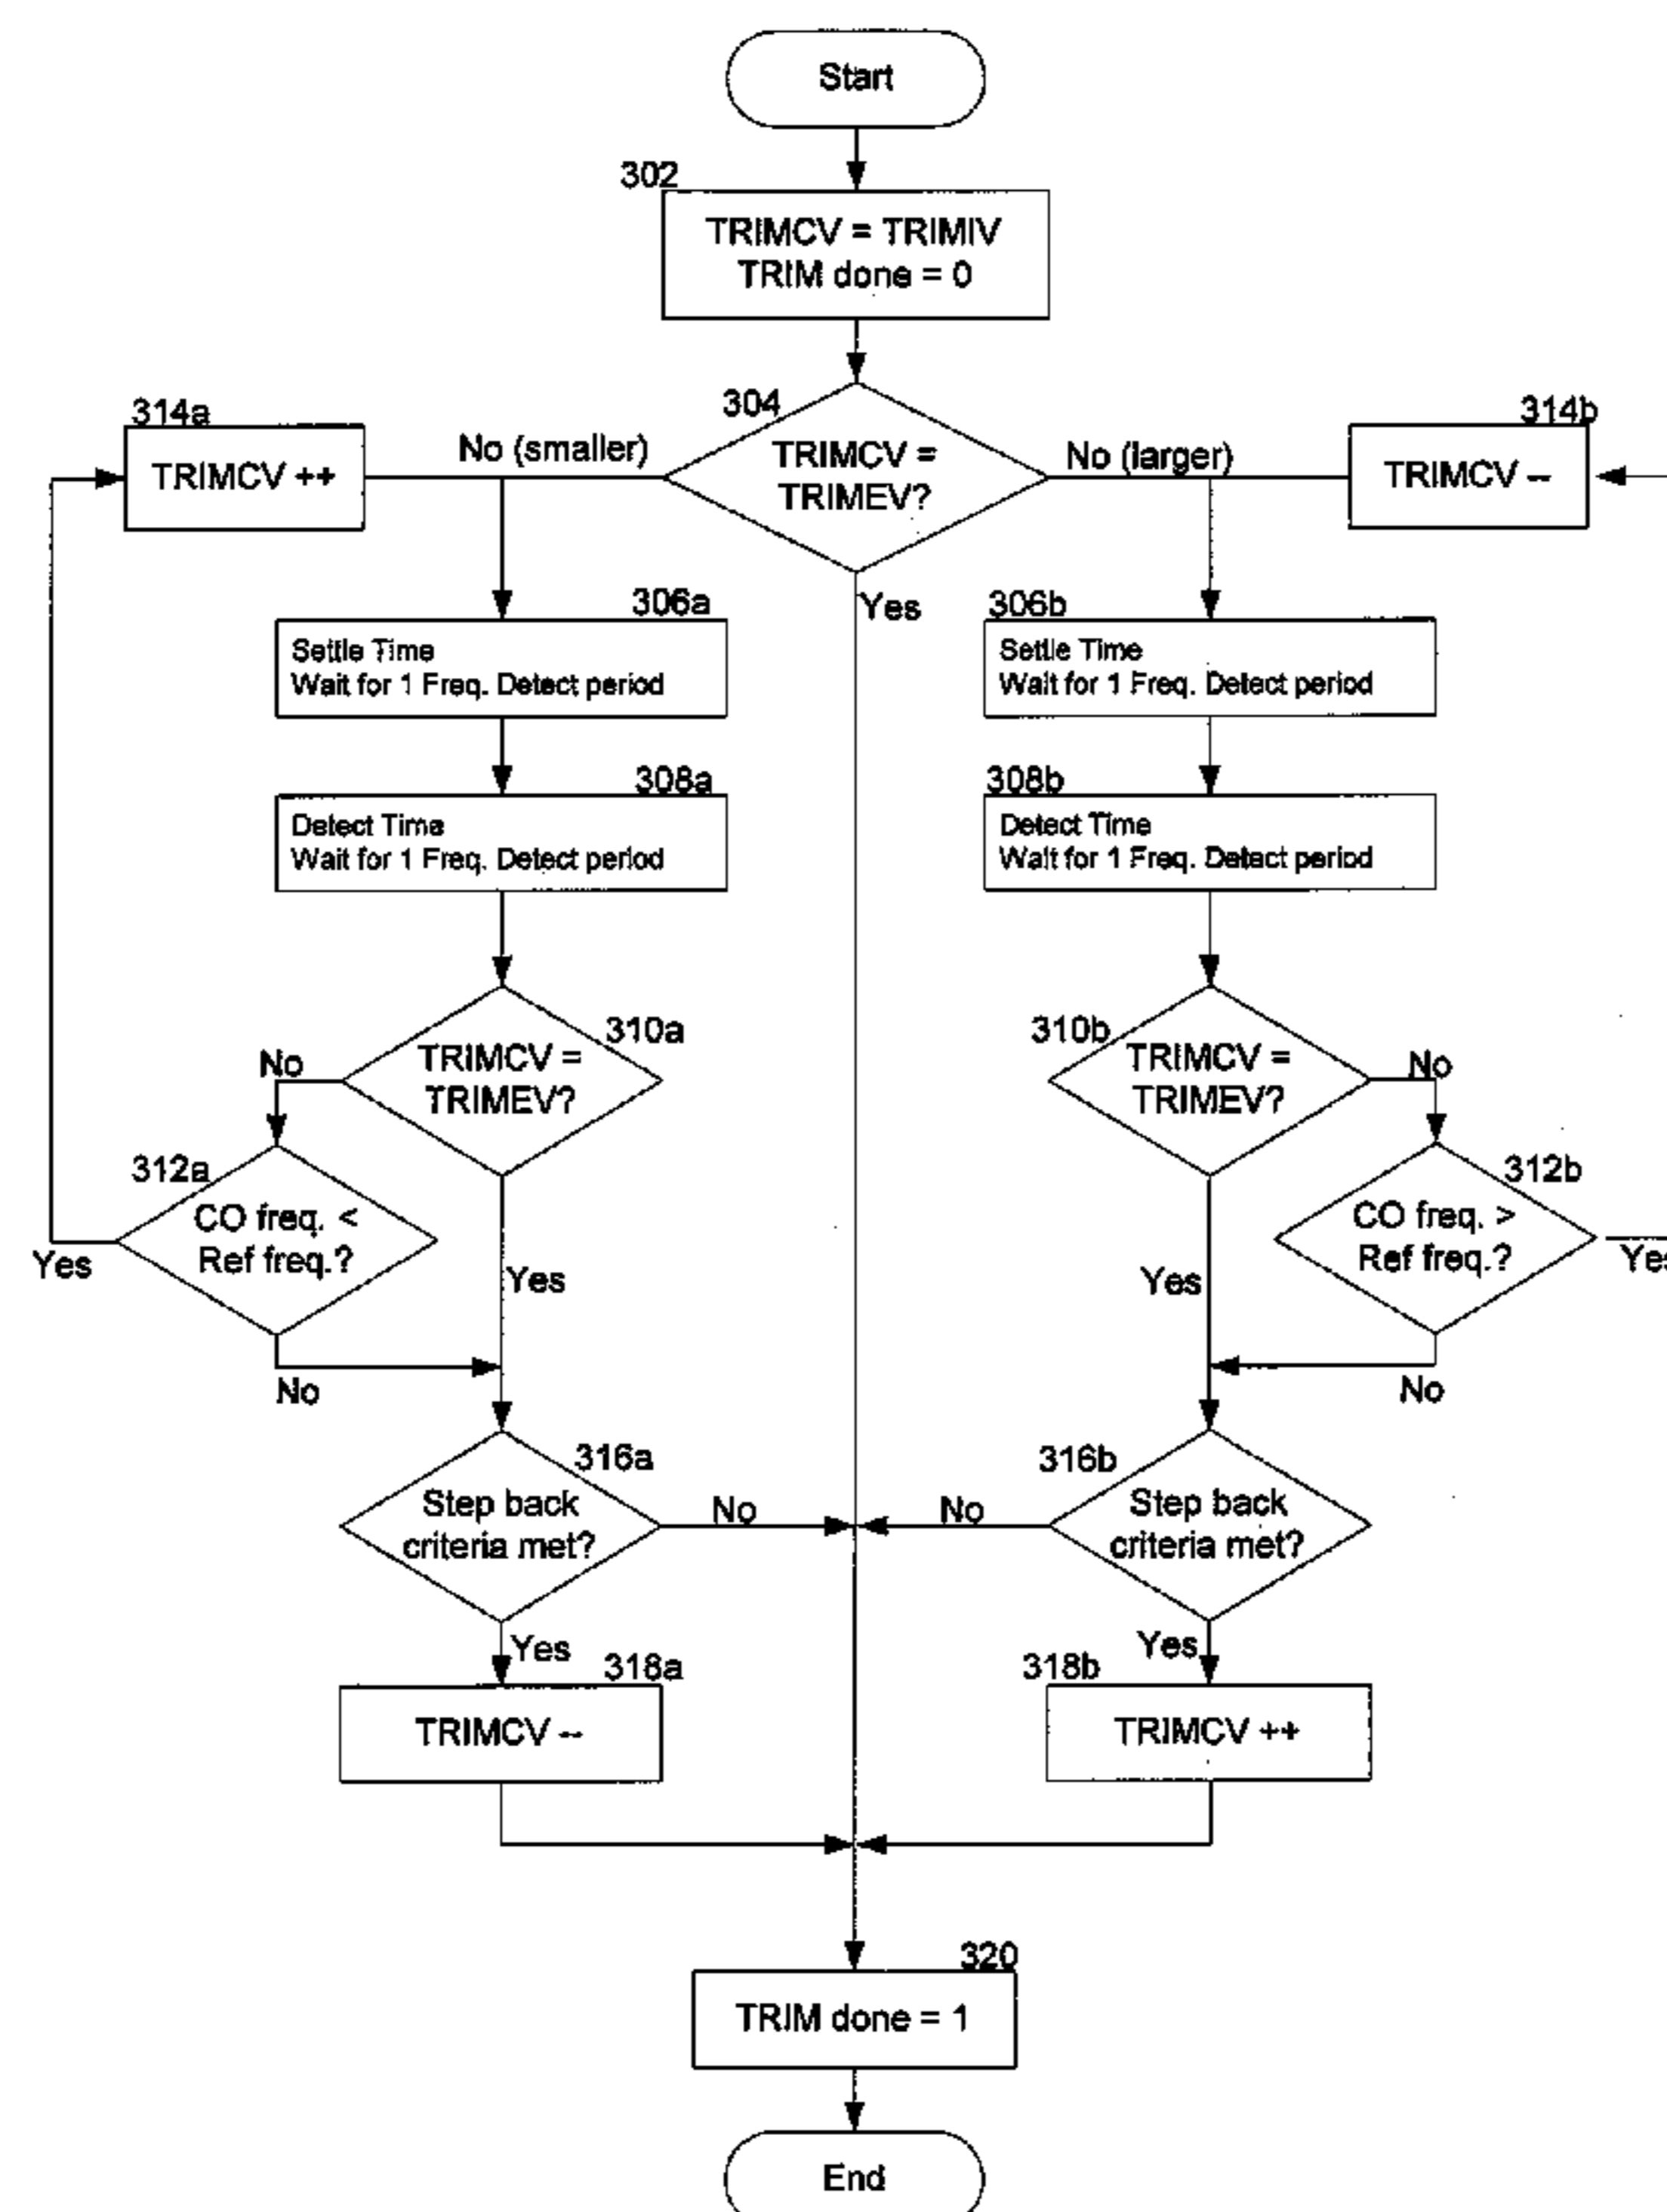 Start
302
TRIMCV = TRIMIV
TRIM done = 0
304
TRIMCV =
TRIMEV?
No (smaller)
No (larger)
Yes
314a
TRIMCV ++
314b
TRIMCV --
306a
Settle Time
Wait for 1 Freq. Detect period
306b
Settle Time
Wait for 1 Freq. Detect period
308a
Detect Time
Wait for 1 Freq. Detect period
308b
Detect Time
Wait for 1 Freq. Detect period
310a
TRIMCV =
TRIMEV?
No
Yes
310b
TRIMCV =
TRIMEV?
No
Yes
312a
CO freq. <
Ref freq.?
Yes
No
312b
CO freq. >
Ref freq.?
No
316a
Step back
criteria met?
No
Yes
316b
Step back
criteria met?
No
Yes
318a
TRIMCV --
318b
TRIMCV ++
320
TRIM done = 1
End